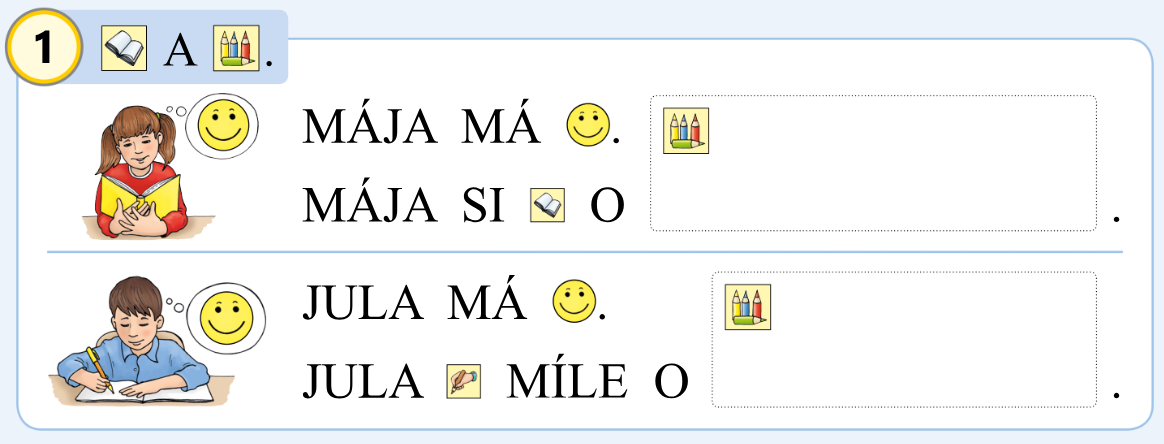 1 A .
MÁJA MÁ .
MÁJA SI O .
JULA MÁ .
JULA MÍLE O .